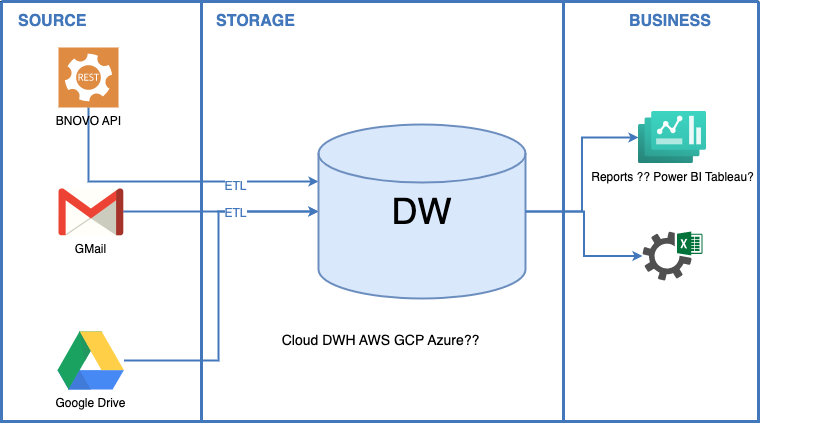 SOURCE
STORAGE
BUSINESS
REST
BNOVO API
ETL
ETL
DW
Reports ?? Power BI Tableau?
GMail
X
Cloud DWH AWS GCP Azure??
Google Drive